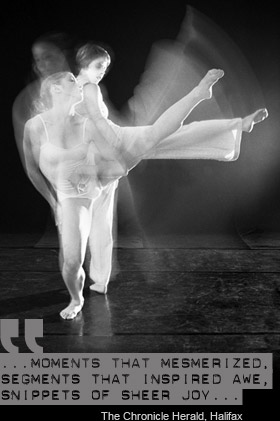 “
...MOMENTS THAT MESMERIZED,
SEGMENTS THAT INSPIRED AWE,
SNIPPETS OF SHEER JOY...
The Chronicle Herald, Halifax